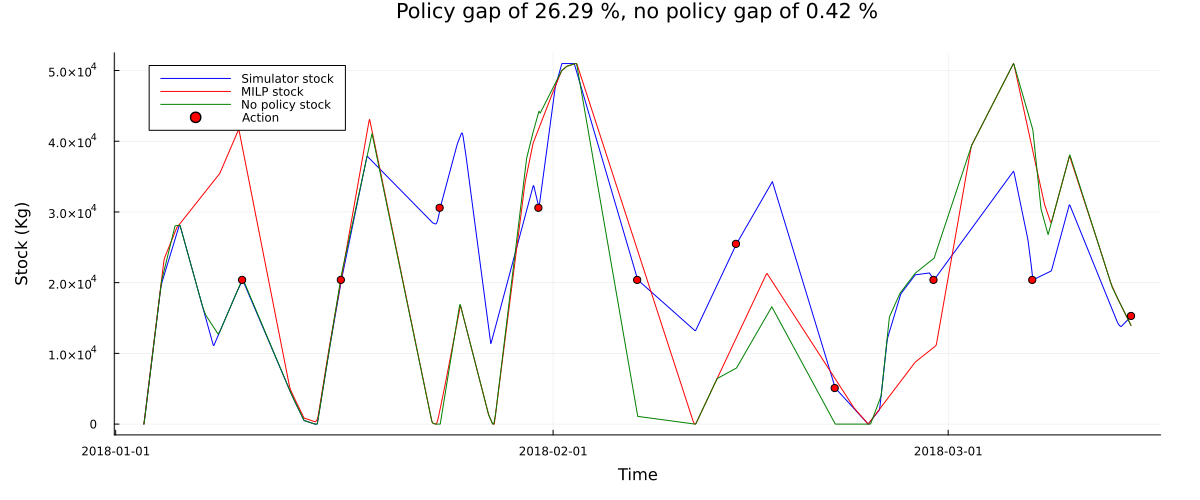 Policy gap of 26.29 %, no policy gap of 0.42 %
Simulator stock
MILP stock
No policy stock
Action
5.0×10⁴
4.0×10⁴
3.0×10⁴
2.0×10⁴
1.0×10⁴
0
Stock (Kg)
2018-01-01 2018-02-01 2018-03-01
Time